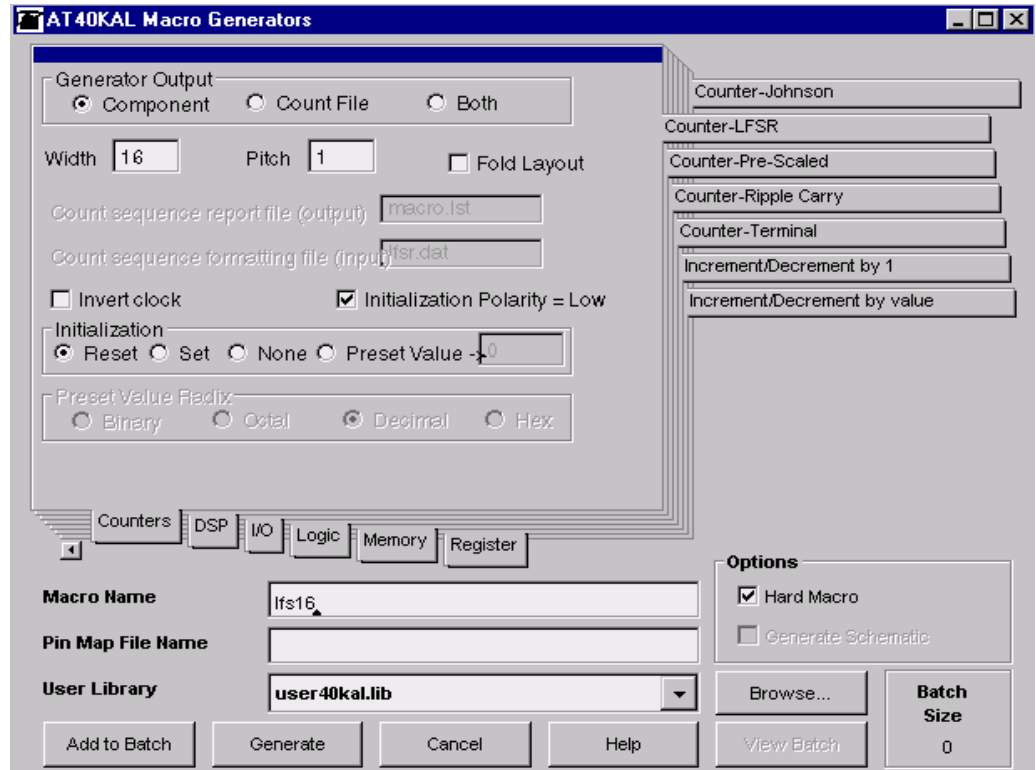 AT40KAL Macro Generators
Generator Output
Component Count File Both
Width 16 Pitch 1 Fold Layout
Count sequence report file (output) macro.lst
Count sequence formatting file (input) lfsr.dat
Invert clock Initialization Polarity = Low
Initialization
Reset Set None Preset Value -> 0
Preset Value Radix
Binary Octal Decimal Hex
Counter-Johnson
Counter-LFSR
Counter-Pre-Scaled
Counter-Ripple Carry
Counter-Terminal
Increment/Decrement by 1
Increment/Decrement by value
Counters DSP I/O Logic Memory Register
Macro Name lfs16
Pin Map File Name
User Library user40kal.lib
Options
Hard Macro
Generate Schematic
Browse...
Batch Size
0
Add to Batch Generate Cancel Help View Batch